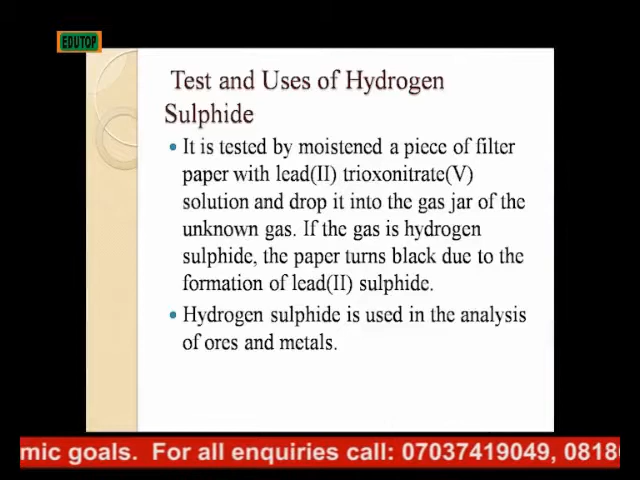 EDUTOP
Test and Uses of Hydrogen
Sulphide
• It is tested by moistened a piece of filter
paper with lead(II) trioxonitrate(V)
solution and drop it into the gas jar of the
unknown gas. If the gas is hydrogen
sulphide, the paper turns black due to the
formation of lead(II) sulphide.
• Hydrogen sulphide is used in the analysis
of ores and metals.
mic goals. For all enquiries call: 07037419049, 0818